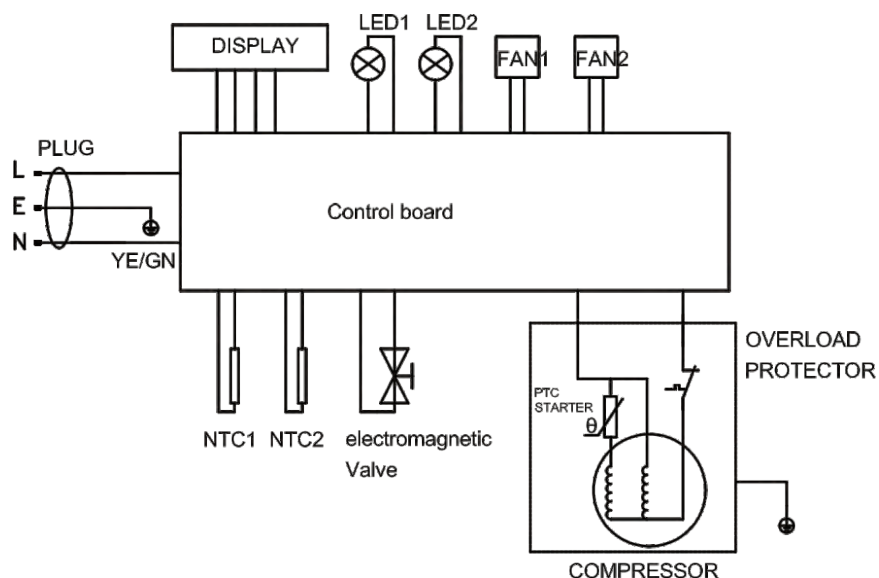 LED1
LED2
DISPLAY
FAN1
FAN2
PLUG
L
E
N
YE/GN
Control board
OVERLOAD
PROTECTOR
PTC
STARTER
θ
NTC1
NTC2
electromagnetic
Valve
COMPRESSOR